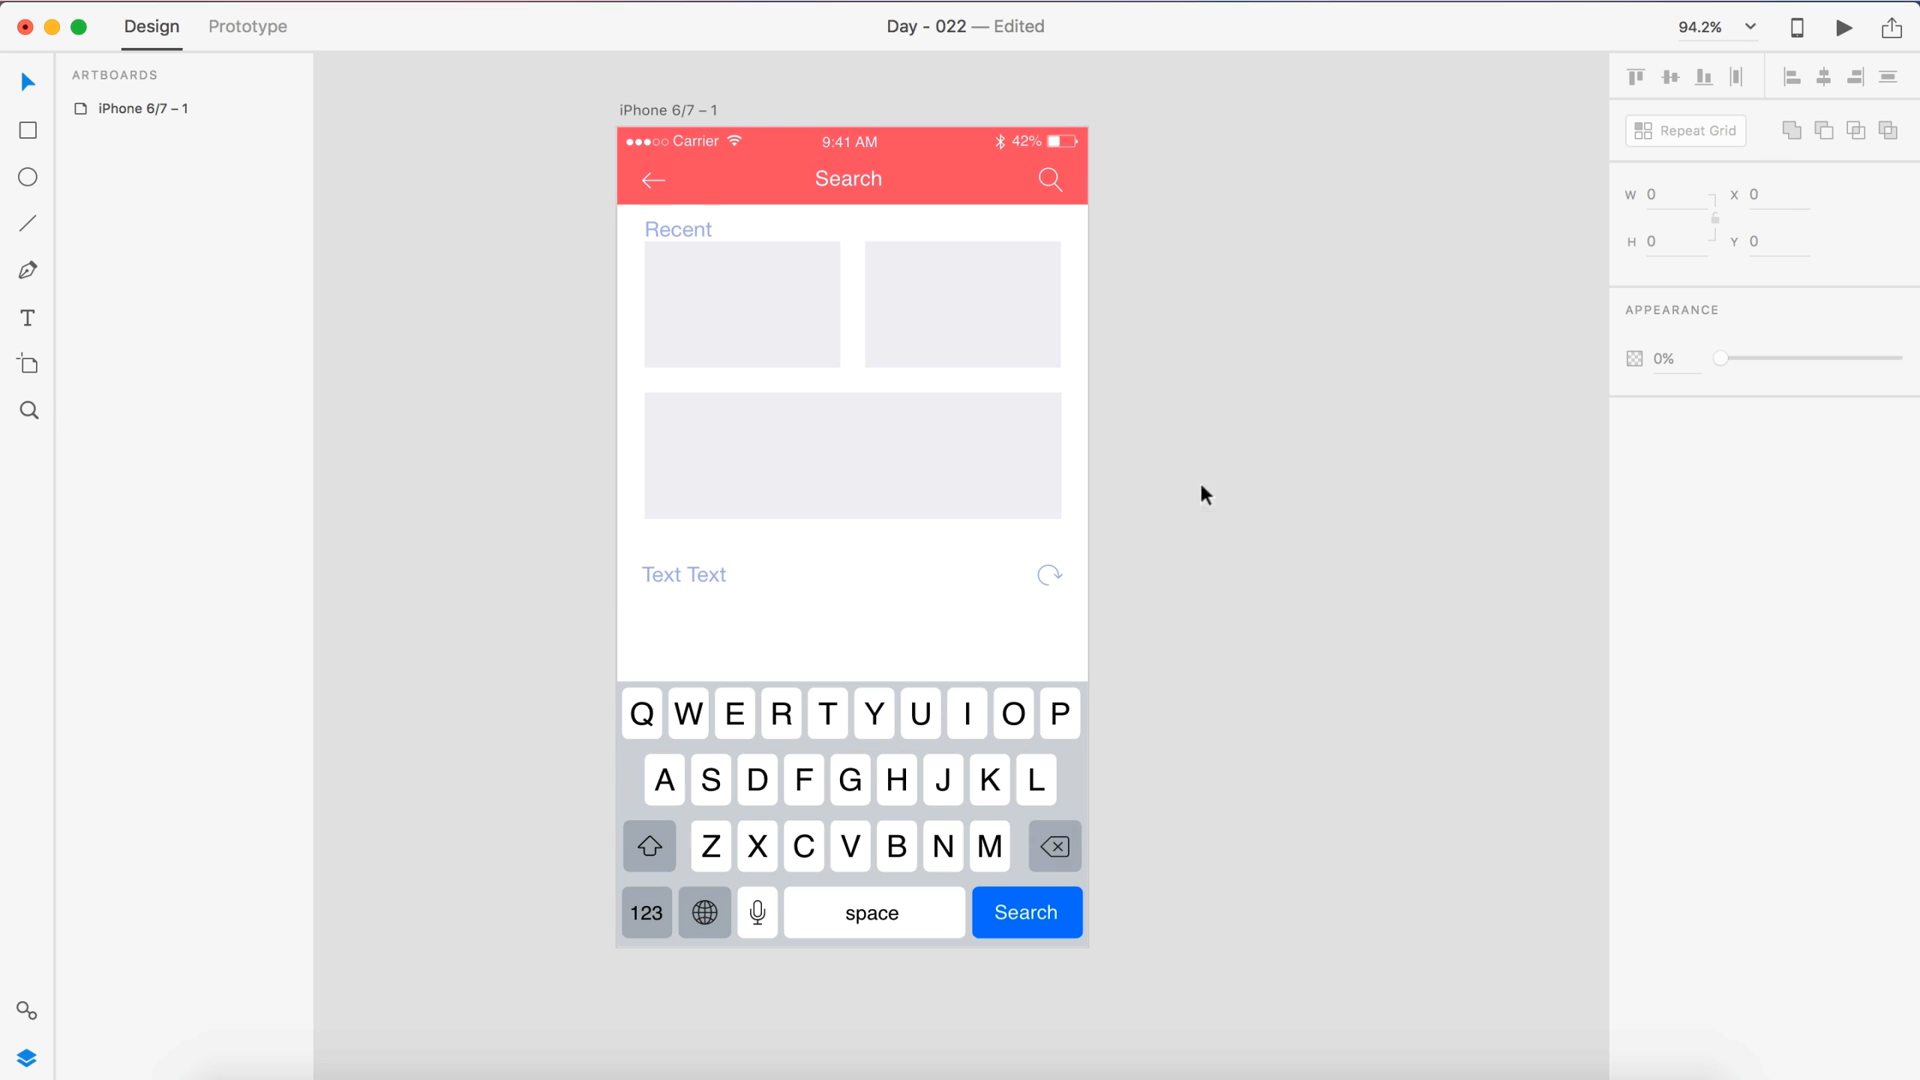 Design Prototype Day - 022 — Edited 94.2%
ARTBOARDS
iPhone 6/7 – 1
iPhone 6/7 – 1
Carrier 9:41 AM 42%
Search
Recent
Text Text
Q W E R T Y U I O P
A S D F G H J K L
Z X C V B N M
123 space Search
Repeat Grid
W 0 X 0
H 0 Y 0
APPEARANCE
0%